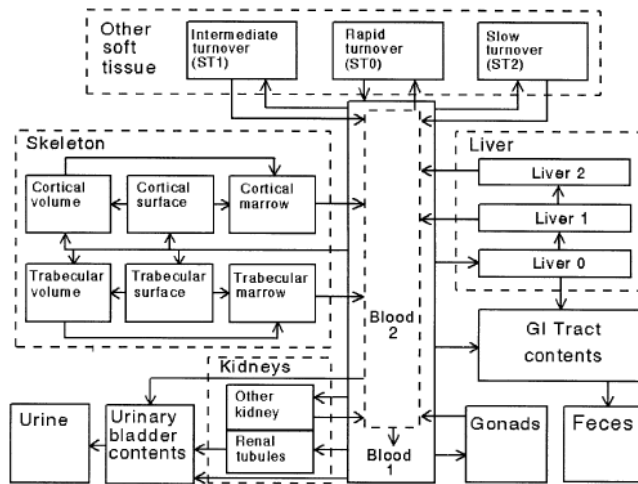 Other
soft
tissue
Intermediate
turnover
(ST1)
Rapid
turnover
(ST0)
Slow
turnover
(ST2)
Skeleton
Cortical
volume
Cortical
surface
Cortical
marrow
Trabecular
volume
Trabecular
surface
Trabecular
marrow
Liver
Liver 2
Liver 1
Liver 0
Blood
2
GI Tract
contents
Kidneys
Other
kidney
Renal
tubules
Urine
Urinary
bladder
contents
Blood
1
Gonads
Feces